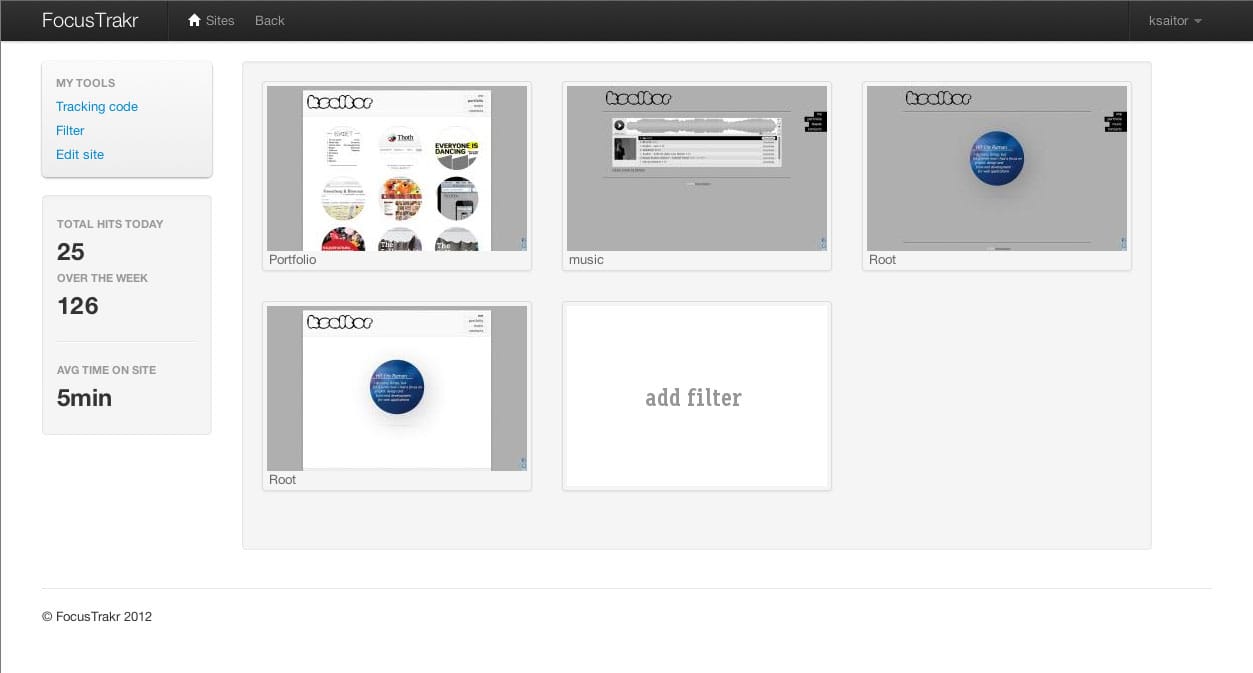 FocusTrakr
Sites
Back
ksaitor
MY TOOLS
Tracking code
Filter
Edit site
TOTAL HITS TODAY
25
OVER THE WEEK
126
AVG TIME ON SITE
5min
Thoth
EVERYONE IS
DANCING
Portfolio
music
Root
Root
add filter
© FocusTrakr 2012